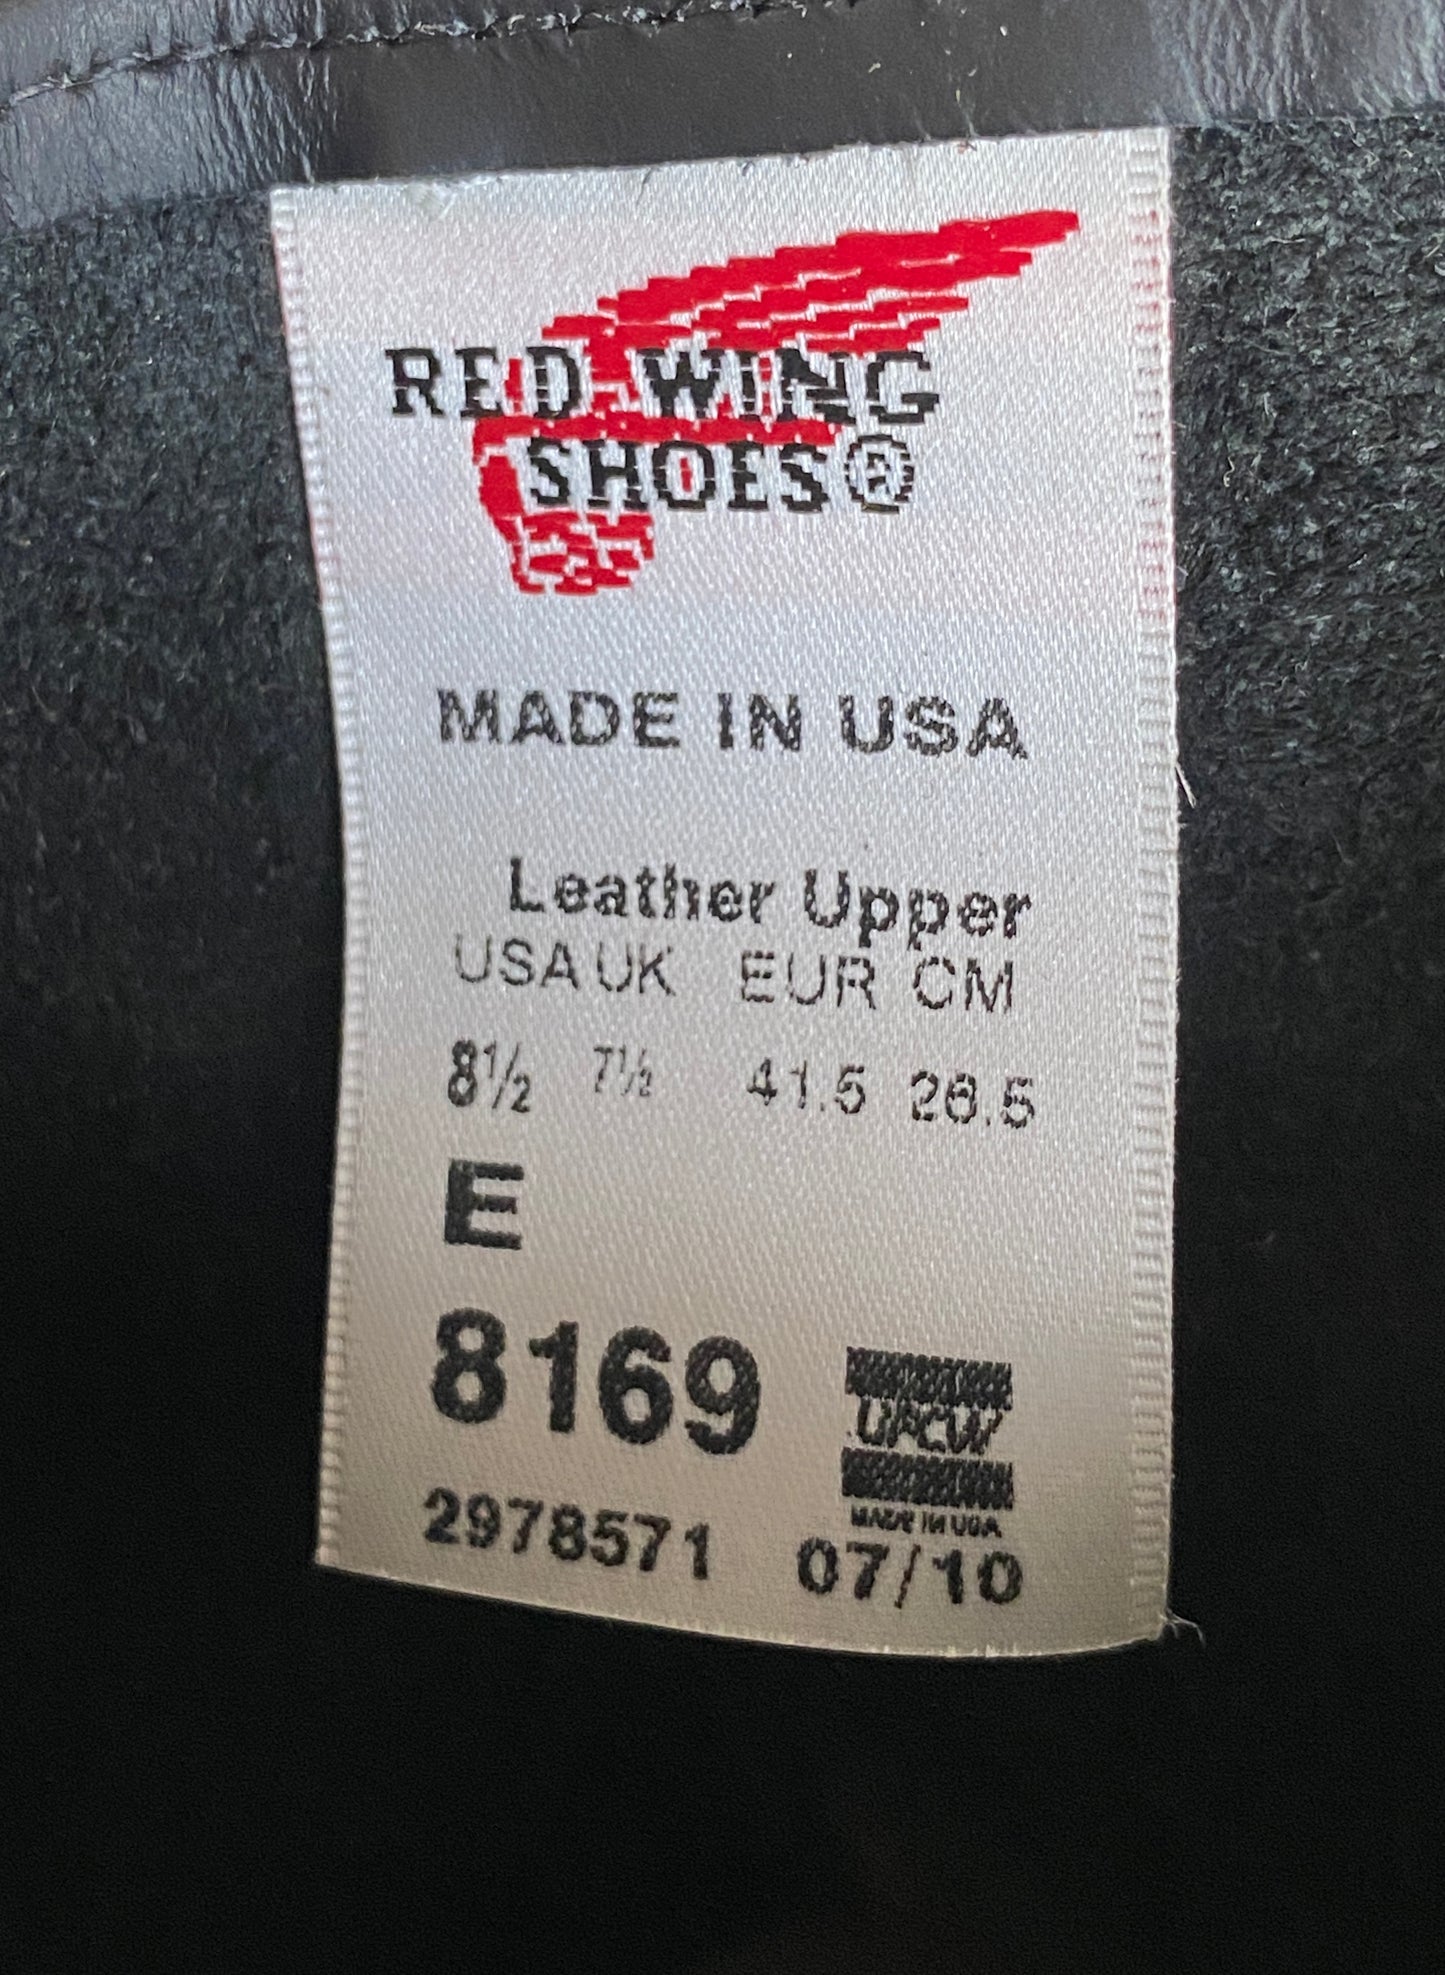 RED WING
SHOES®
MADE IN USA
Leather Upper
USA UK EUR CM
8½ 7½ 41.5 26.5
E
8169
UFCW
MADE IN USA
2978571 07/10